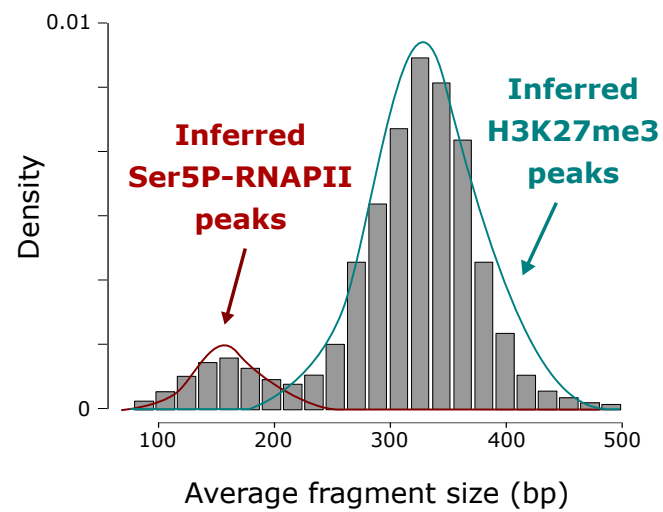 0.01
Inferred
H3K27me3
peaks
Inferred
Ser5P-RNAPII
peaks
Density
0
100 200 300 400 500
Average fragment size (bp)